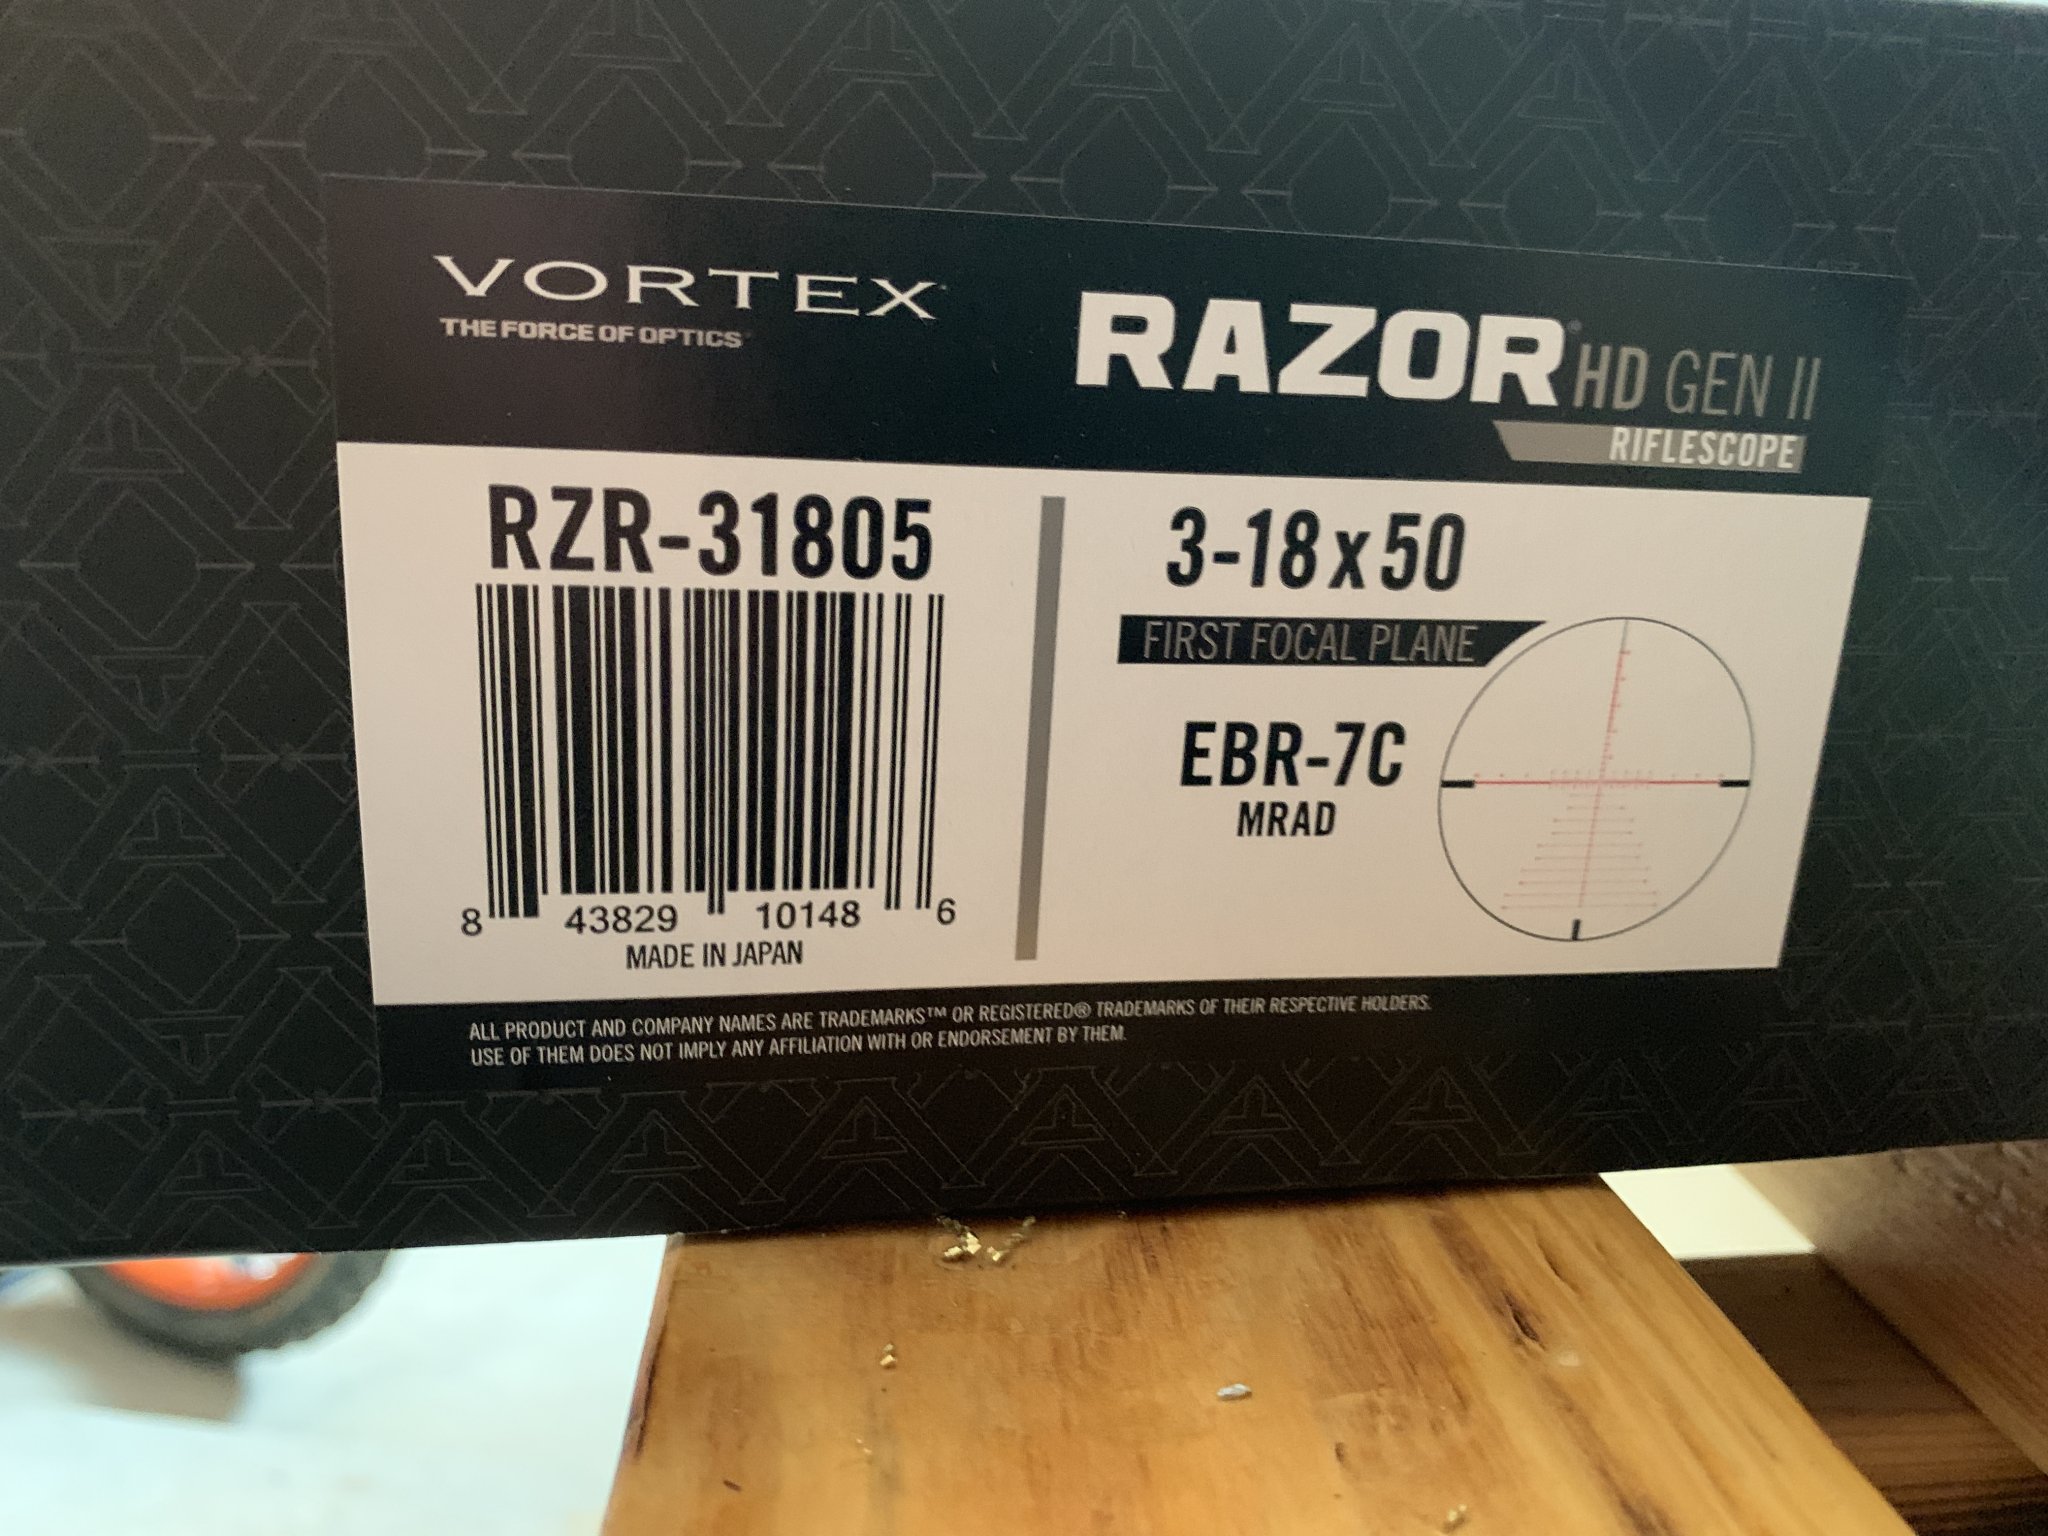 VORTEX
THE FORCE OF OPTICS
RAZOR HD GEN II
RIFLESCOPE
RZR-31805
8 43829 10148 6
MADE IN JAPAN
3-18x50
FIRST FOCAL PLANE
EBR-7C
MRAD
ALL PRODUCT AND COMPANY NAMES ARE TRADEMARKS™ OR REGISTERED® TRADEMARKS OF THEIR RESPECTIVE HOLDERS.
USE OF THEM DOES NOT IMPLY ANY AFFILIATION WITH OR ENDORSEMENT BY THEM.